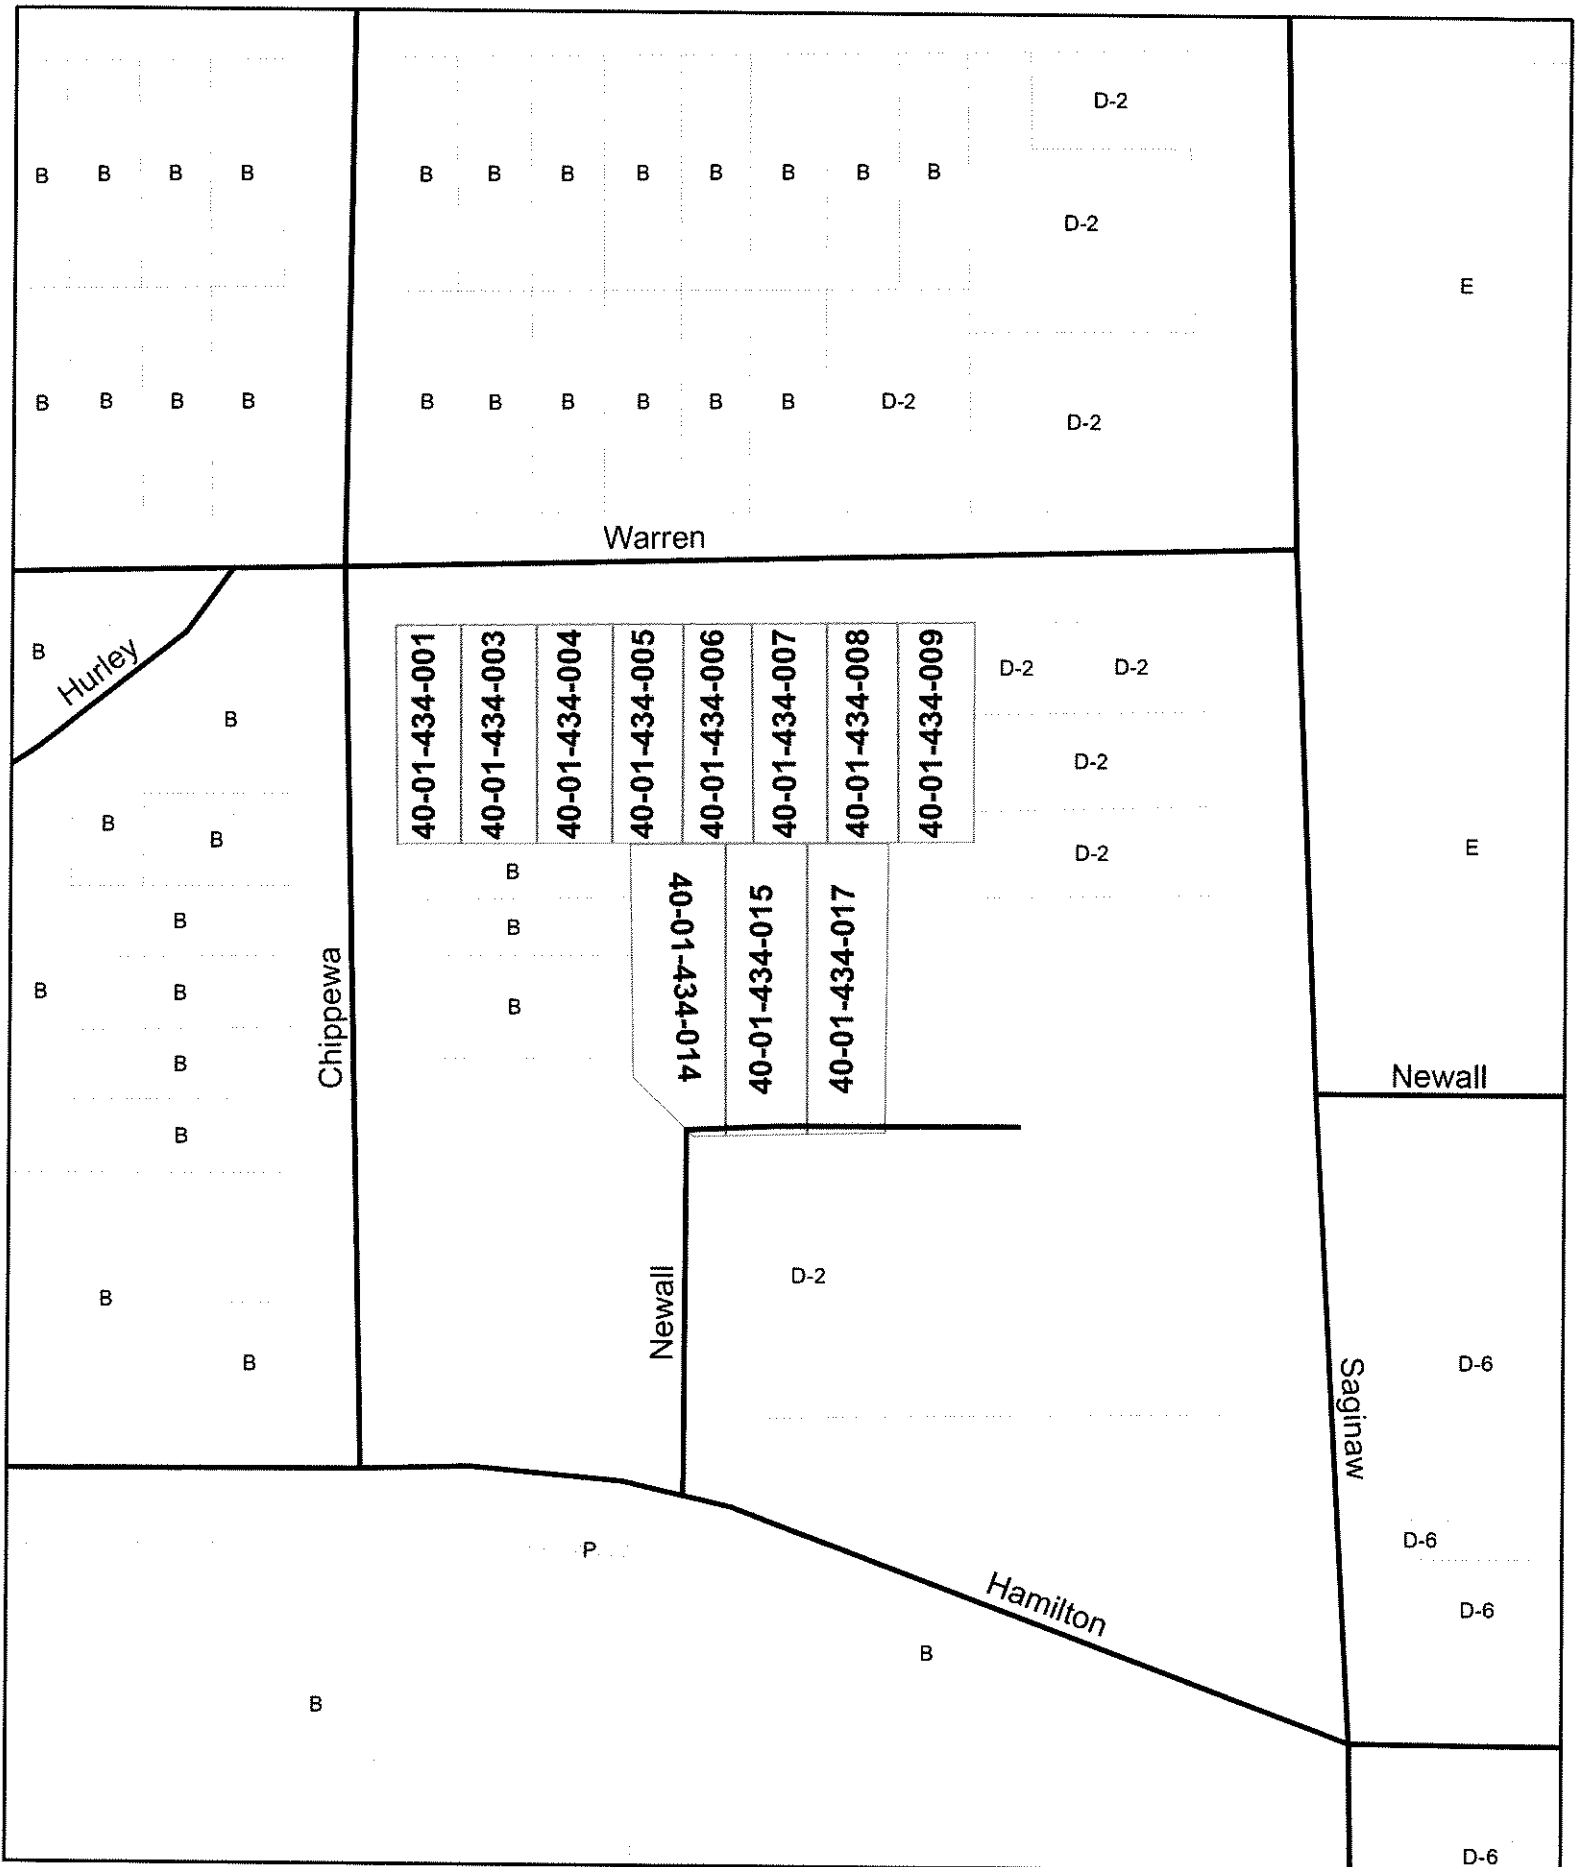 D-2
B B B B B B B B B B B B
D-2
E
B B B B B B B B B B D-2
D-2
Warren
B
Hurley
40-01-434-001
40-01-434-003
40-01-434-004
40-01-434-005
40-01-434-006
40-01-434-007
40-01-434-008
40-01-434-009
D-2 D-2
B
D-2
B
B
E
D-2
B
40-01-434-014
40-01-434-015
40-01-434-017
B
B
Chippewa
B
B
B
B
Newall
B
B
Newall
D-2
B
B
Saginaw
D-6
D-6
P
Hamilton
D-6
B
B
D-6